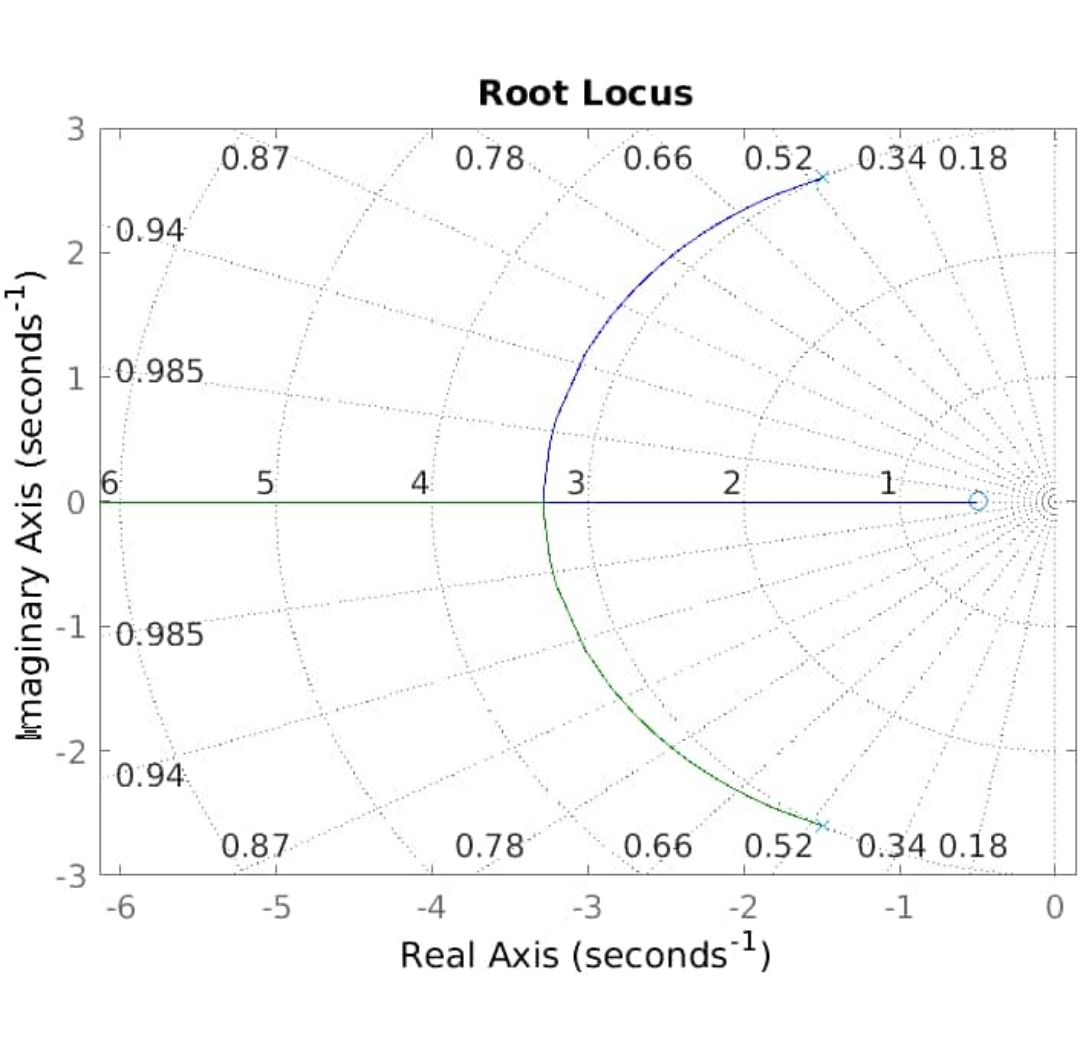 Root Locus
3
0.87 0.78 0.66 0.52 0.34 0.18
0.94
2
1
0.985
6 5 4 3 2 1
0
-1
0.985
-2
0.94
0.87 0.78 0.66 0.52 0.34 0.18
-3
-6 -5 -4 -3 -2 -1 0
Real Axis (seconds⁻¹)
Imaginary Axis (seconds⁻¹)